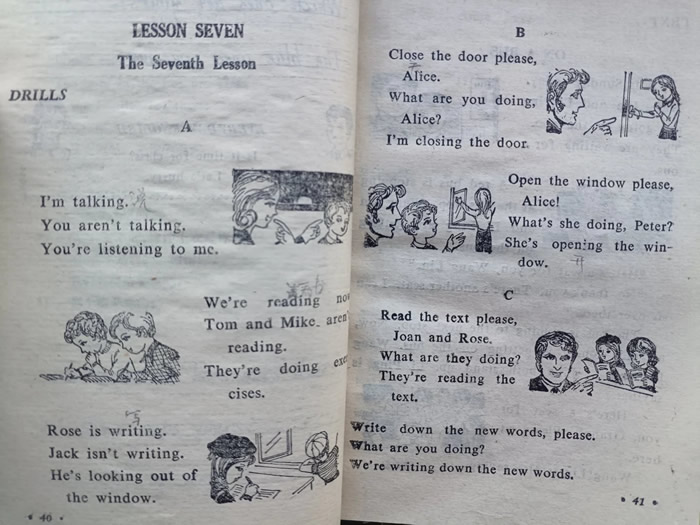 LESSON SEVEN
The Seventh Lesson
DRILLS
A
I'm talking.
You aren't talking.
You're listening to me.
We're reading now
Tom and Mike aren'
reading.
They're doing exer
cises.
Rose is writing.
写
Jack isn't writing.
He's looking out of
the window.
• 40 •
B
Close the door please,
Alice.
What are you doing,
Alice?
I'm closing the door.
Open the window please,
Alice!
What's she doing, Peter?
She's opening the win-
dow.
开
C
Read the text please,
Joan and Rose.
What are they doing?
They're reading the
text.
Write down the new words, please.
What are you doing?
We're writing down the new words.
• 41 •